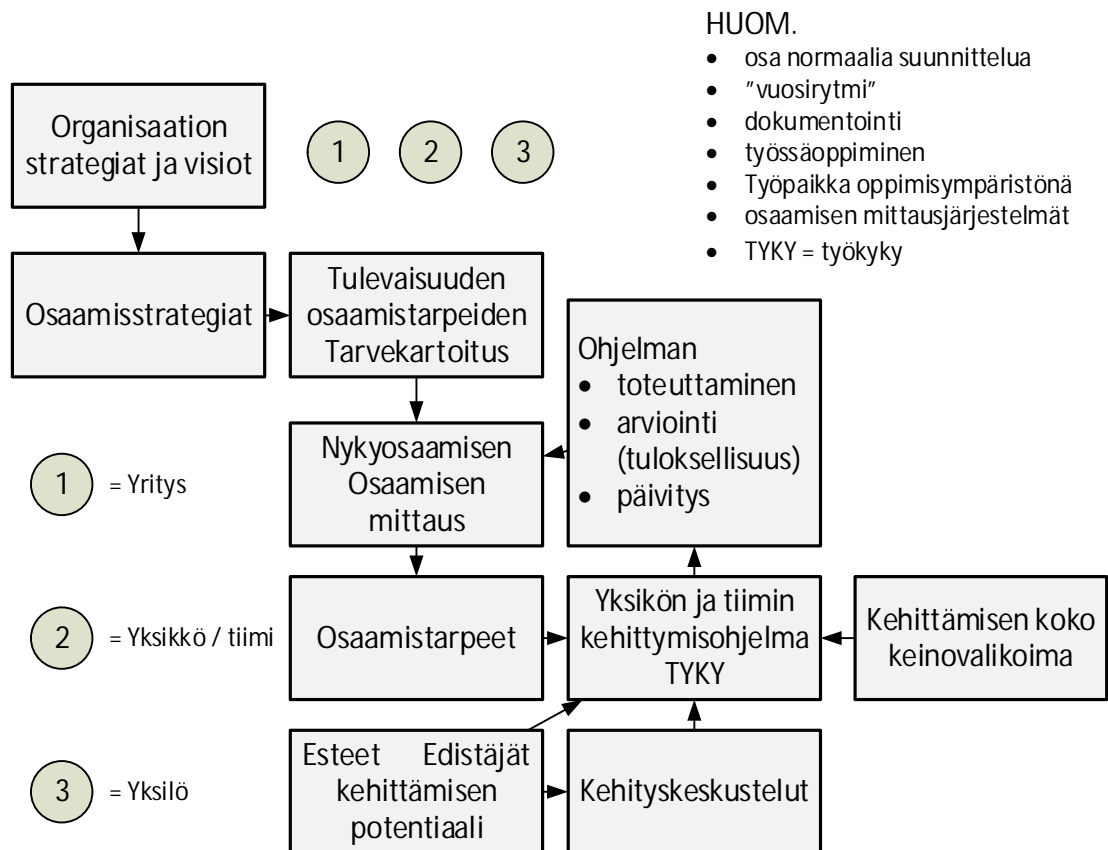 HUOM.
• osa normaalia suunnittelua
• "vuosirytmi"
• dokumentointi
• työssäoppiminen
• Työpaikka oppimisympäristönä
• osaamisen mittausjärjestelmät
• TYKY = työkyky
Organisaation
strategiat ja visiot
1 2 3
Osaamisstrategiat
Tulevaisuuden
osaamistarpeiden
Tarvekartoitus
Ohjelman
• toteuttaminen
• arviointi
(tuloksellisuus)
• päivitys
Nykyosaamisen
Osaamisen
mittaus
1 = Yritys
2 = Yksikkö / tiimi
Osaamistarpeet
Yksikön ja tiimin
kehittymisohjelma
TYKY
Kehittämisen koko
keinovalikoima
3 = Yksilö
Esteet Edistäjät
kehittämisen
potentiaali
Kehityskeskustelut